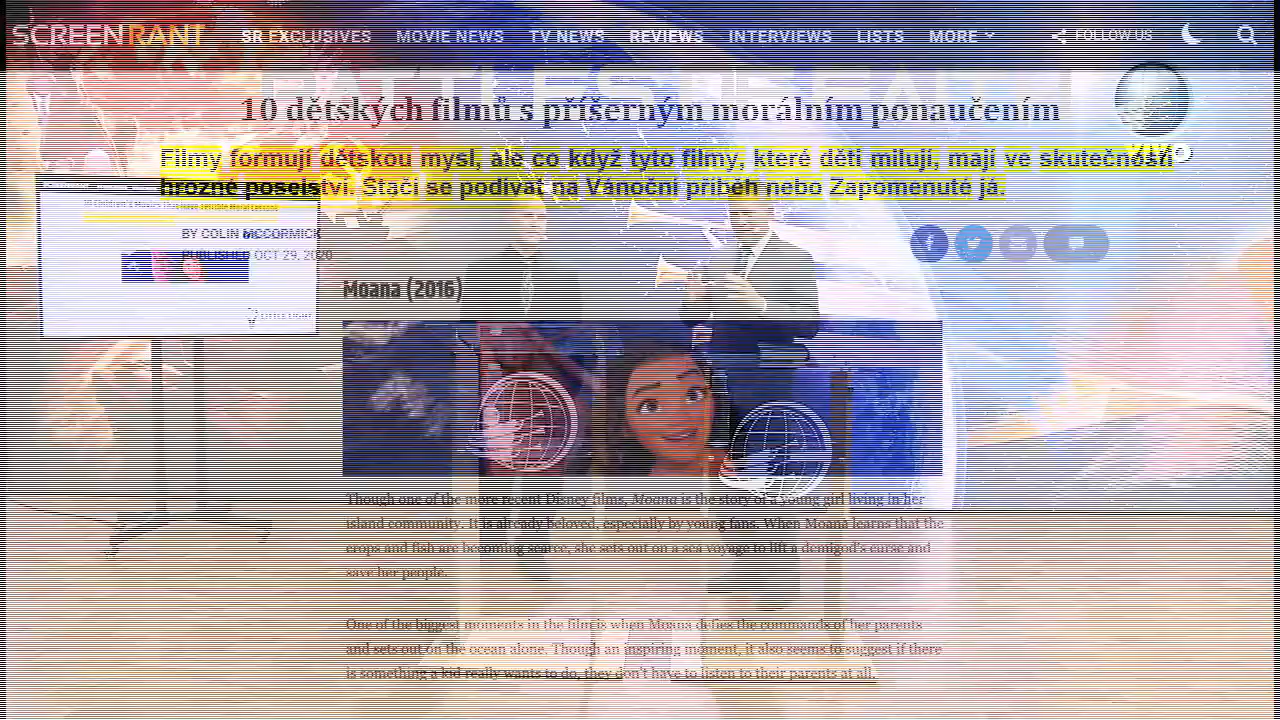 SCREENRANT SR EXCLUSIVES MOVIE NEWS TV NEWS REVIEWS INTERVIEWS LISTS MORE FOLLOW US
10 dětských filmů s příšerným morálním ponaučením
Filmy formují dětskou mysl, ale co když tyto filmy, které děti milují, mají ve skutečnosti
hrozné poselství. Stačí se podívat na Vánoční příběh nebo Zapomenuté já.
10 Children's Movies That Have Terrible Moral Lessons
BY COLIN MCCORMICK
PUBLISHED OCT 29, 2020
Moana (2016)
Though one of the more recent Disney films, Moana is the story of a young girl living in her
island community. It is already beloved, especially by young fans. When Moana learns that the
crops and fish are becoming scarce, she sets out on a sea voyage to lift a demigod's curse and
save her people.
One of the biggest moments in the film is when Moana defies the commands of her parents
and sets out on the ocean alone. Though an inspiring moment, it also seems to suggest if there
is something a kid really wants to do, they don't have to listen to their parents at all.